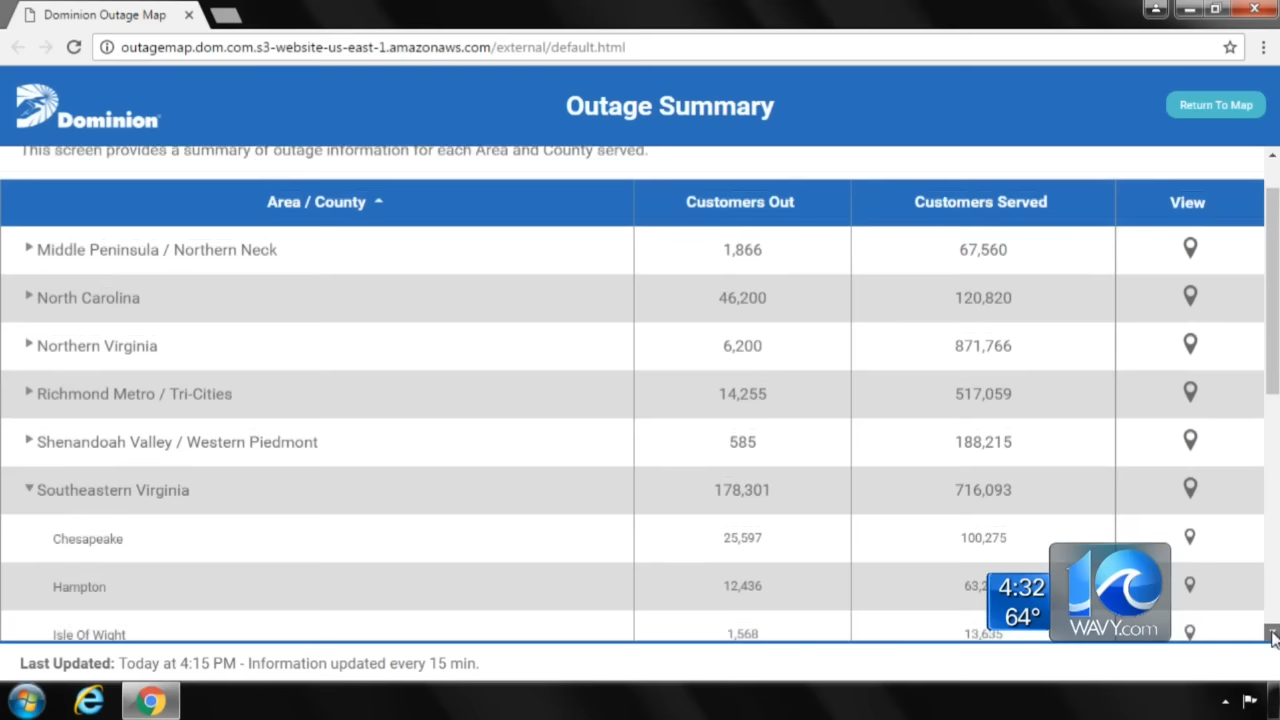 Dominion Outage Map
outagemap.dom.com.s3-website-us-east-1.amazonaws.com/external/default.html
Dominion
Outage Summary
Return To Map
This screen provides a summary of outage information for each Area and County served.
Area / County Customers Out Customers Served View
Middle Peninsula / Northern Neck 1,866 67,560
North Carolina 46,200 120,820
Northern Virginia 6,200 871,766
Richmond Metro / Tri-Cities 14,255 517,059
Shenandoah Valley / Western Piedmont 585 188,215
Southeastern Virginia 178,301 716,093
Chesapeake 25,597 100,275
Hampton 12,436
Isle Of Wight 1,568 13,635
4:32
64°
10
WAVY.com
Last Updated: Today at 4:15 PM - Information updated every 15 min.